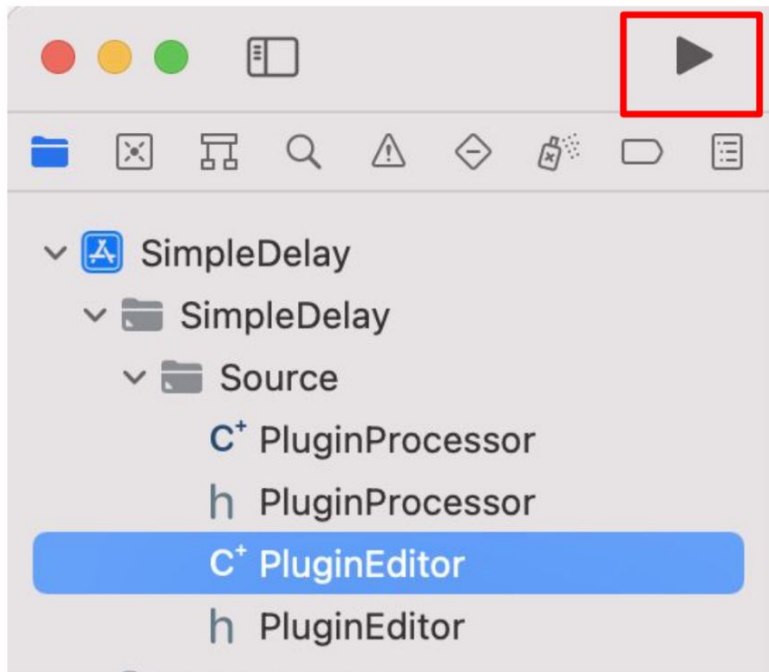 SimpleDelay
SimpleDelay
Source
C+ PluginProcessor
h PluginProcessor
C+ PluginEditor
h PluginEditor